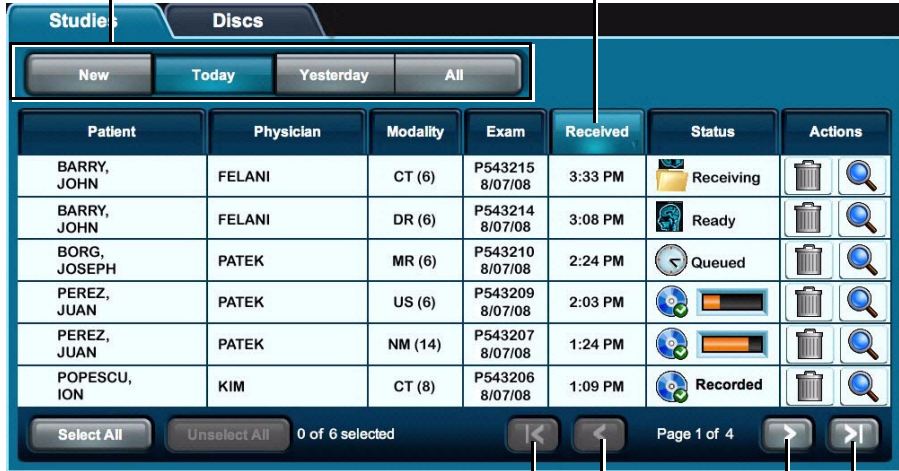 Studies Discs
New Today Yesterday All
Patient Physician Modality Exam Received Status Actions
BARRY,
JOHN FELANI CT (6) P543215
8/07/08 3:33 PM Receiving
BARRY,
JOHN FELANI DR (6) P543214
8/07/08 3:08 PM Ready
BORG,
JOSEPH PATEK MR (6) P543210
8/07/08 2:24 PM Queued
PEREZ,
JUAN PATEK US (6) P543209
8/07/08 2:03 PM
PEREZ,
JUAN PATEK NM (14) P543207
8/07/08 1:24 PM
POPESCU,
ION KIM CT (8) P543206
8/07/08 1:09 PM Recorded
Select All Unselect All 0 of 6 selected Page 1 of 4